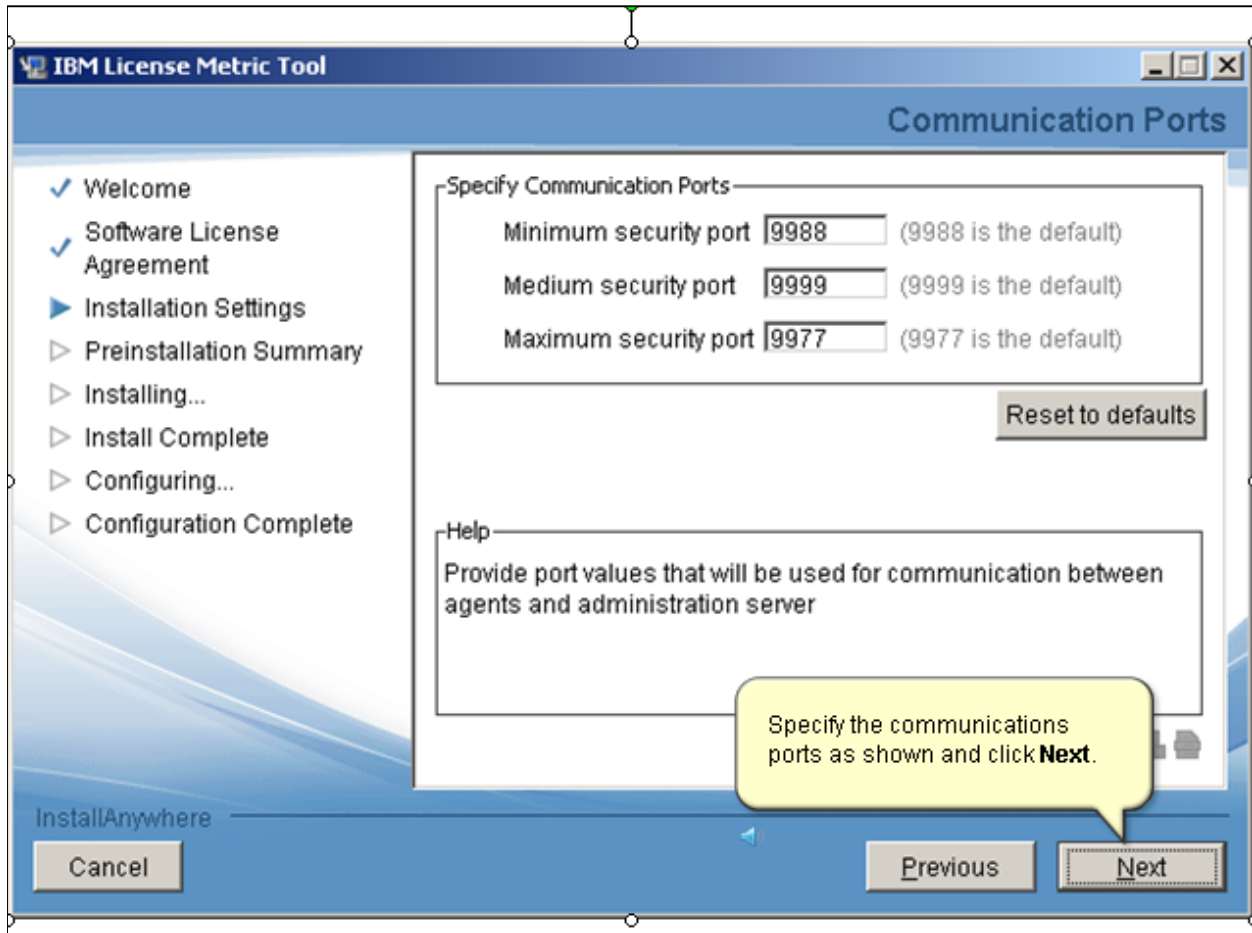 IBM License Metric Tool
Communication Ports
Welcome
Software License
Agreement
Installation Settings
Preinstallation Summary
Installing...
Install Complete
Configuring...
Configuration Complete
Specify Communication Ports
Minimum security port 9988 (9988 is the default)
Medium security port 9999 (9999 is the default)
Maximum security port 9977 (9977 is the default)
Reset to defaults
Help
Provide port values that will be used for communication between
agents and administration server
Specify the communications
ports as shown and click Next.
InstallAnywhere
Cancel
Previous
Next